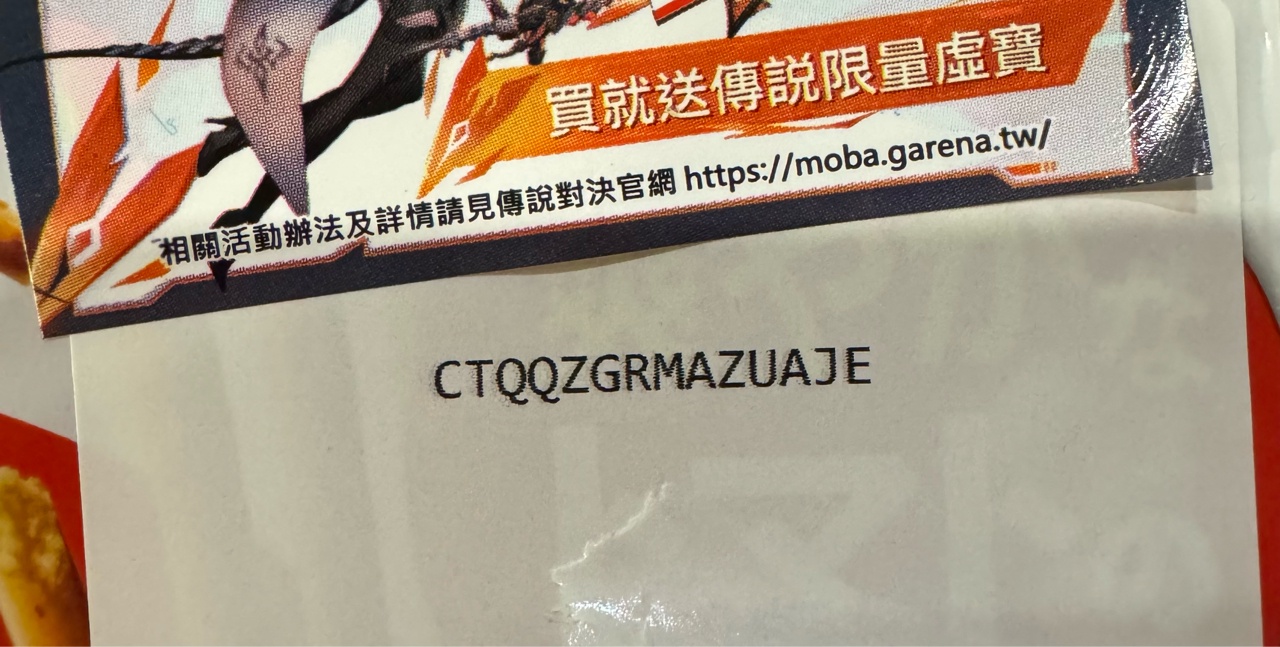 買就送傳說限量虛寶
相關活動辦法及詳情請見傳說對決官網 https://moba.garena.tw/
CTQQZGRMAZUAJE